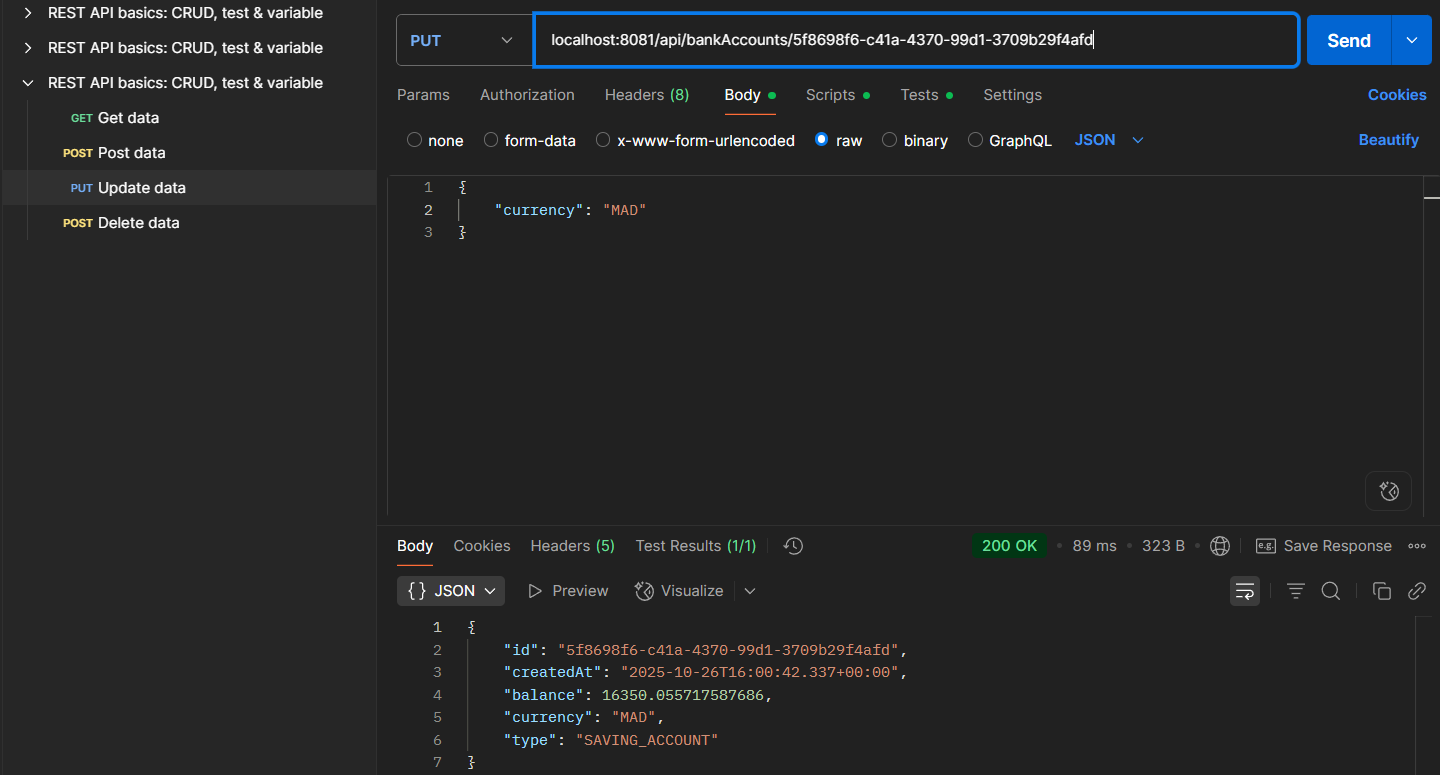 REST API basics: CRUD, test & variable
REST API basics: CRUD, test & variable
REST API basics: CRUD, test & variable
GET Get data
POST Post data
PUT Update data
POST Delete data
PUT localhost:8081/api/bankAccounts/5f8698f6-c41a-4370-99d1-3709b29f4afd Send
Params Authorization Headers (8) Body Scripts Tests Settings Cookies
none form-data x-www-form-urlencoded raw binary GraphQL JSON Beautify
1 {
2 "currency": "MAD"
3 }
Body Cookies Headers (5) Test Results (1/1) 200 OK 89 ms 323 B e.g. Save Response
{} JSON Preview Visualize
1 {
2 "id": "5f8698f6-c41a-4370-99d1-3709b29f4afd",
3 "createdAt": "2025-10-26T16:00:42.337+00:00",
4 "balance": 16350.055717587686,
5 "currency": "MAD",
6 "type": "SAVING_ACCOUNT"
7 }